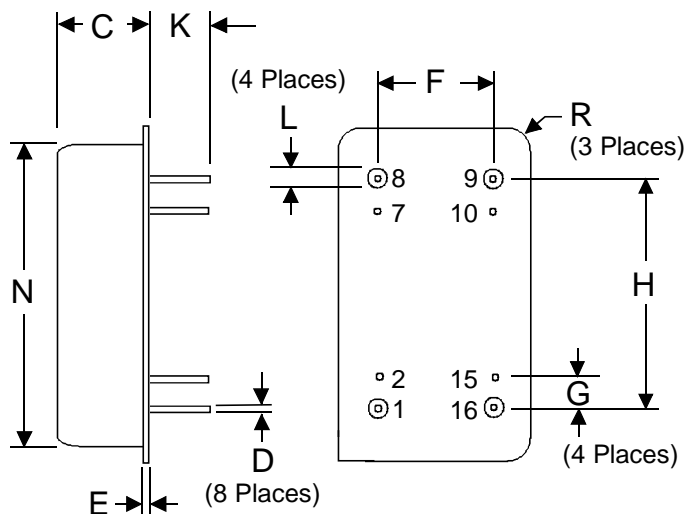 C K
(4 Places)
F
L
R
(3 Places)
8 9
7 10
N
H
2 15
G
1 16
D
(4 Places)
E
(8 Places)